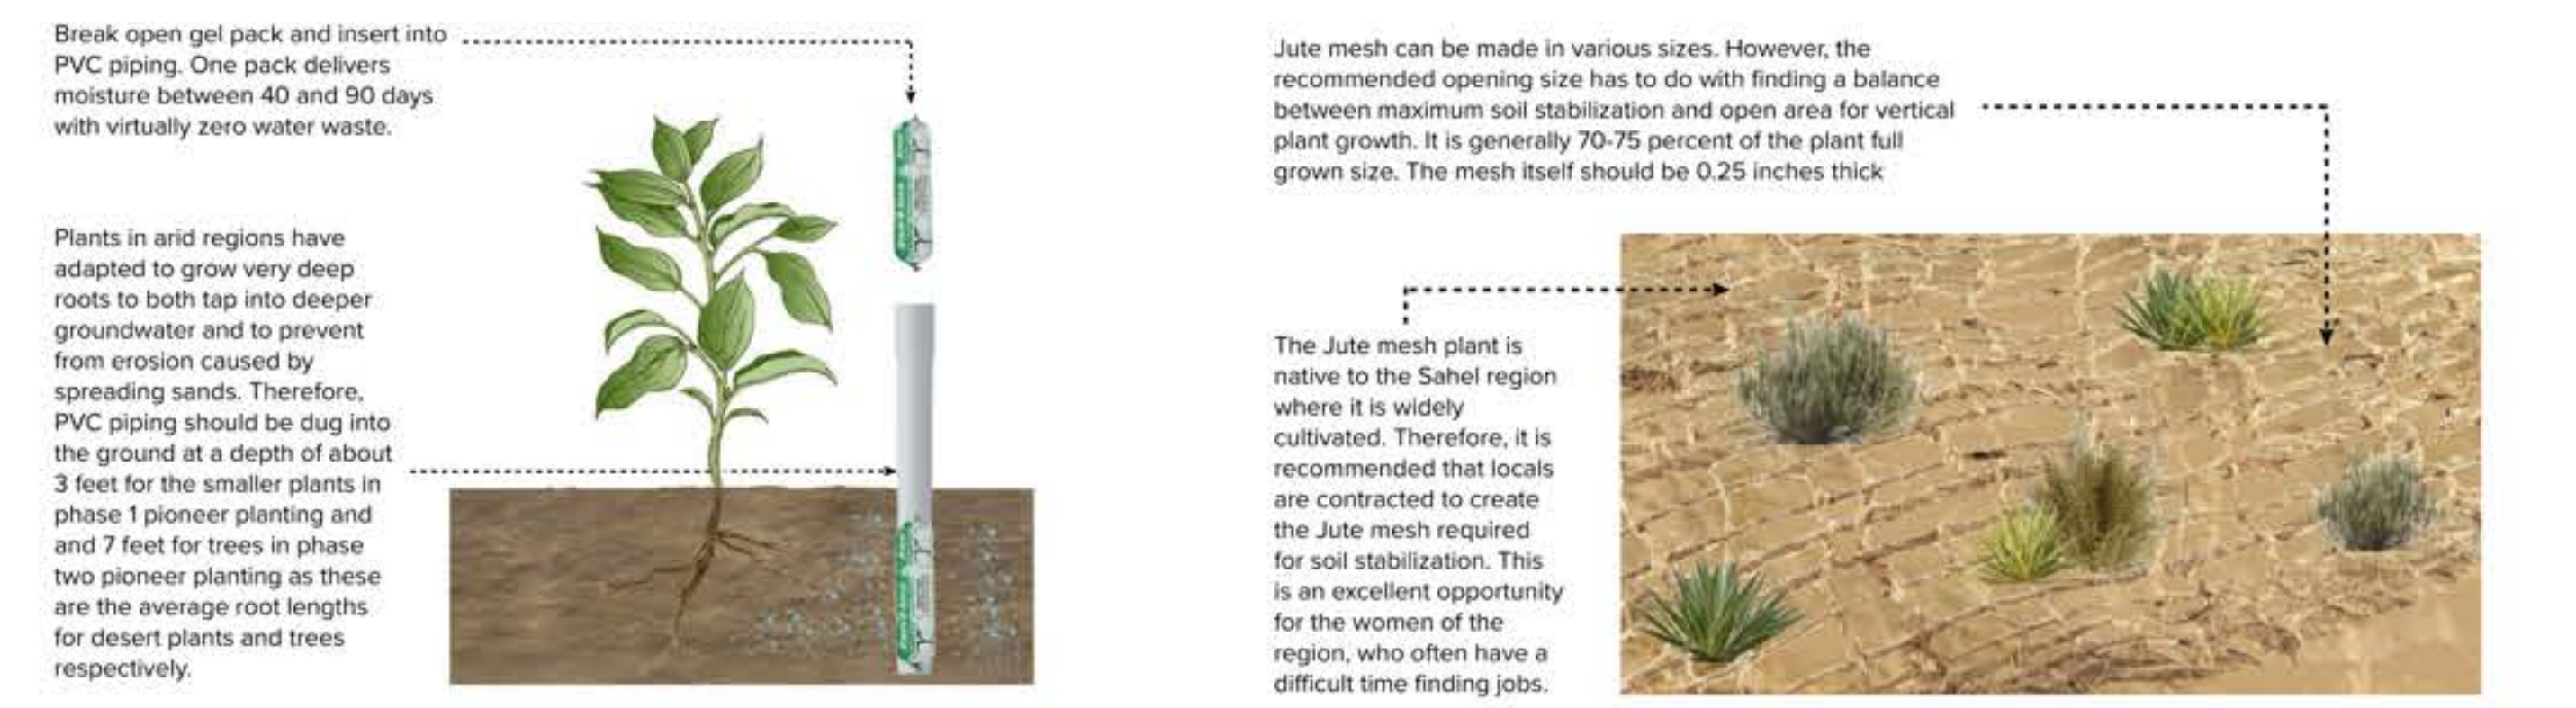 Break open gel pack and insert into
PVC piping. One pack delivers
moisture between 40 and 90 days
with virtually zero water waste.
Plants in arid regions have
adapted to grow very deep
roots to both tap into deeper
groundwater and to prevent
from erosion caused by
spreading sands. Therefore,
PVC piping should be dug into
the ground at a depth of about
3 feet for the smaller plants in
phase 1 pioneer planting and
and 7 feet for trees in phase
two pioneer planting as these
are the average root lengths
for desert plants and trees
respectively.
Jute mesh can be made in various sizes. However, the
recommended opening size has to do with finding a balance
between maximum soil stabilization and open area for vertical
plant growth. It is generally 70-75 percent of the plant full
grown size. The mesh itself should be 0.25 inches thick
The Jute mesh plant is
native to the Sahel region
where it is widely
cultivated. Therefore, it is
recommended that locals
are contracted to create
the Jute mesh required
for soil stabilization. This
is an excellent opportunity
for the women of the
region, who often have a
difficult time finding jobs.